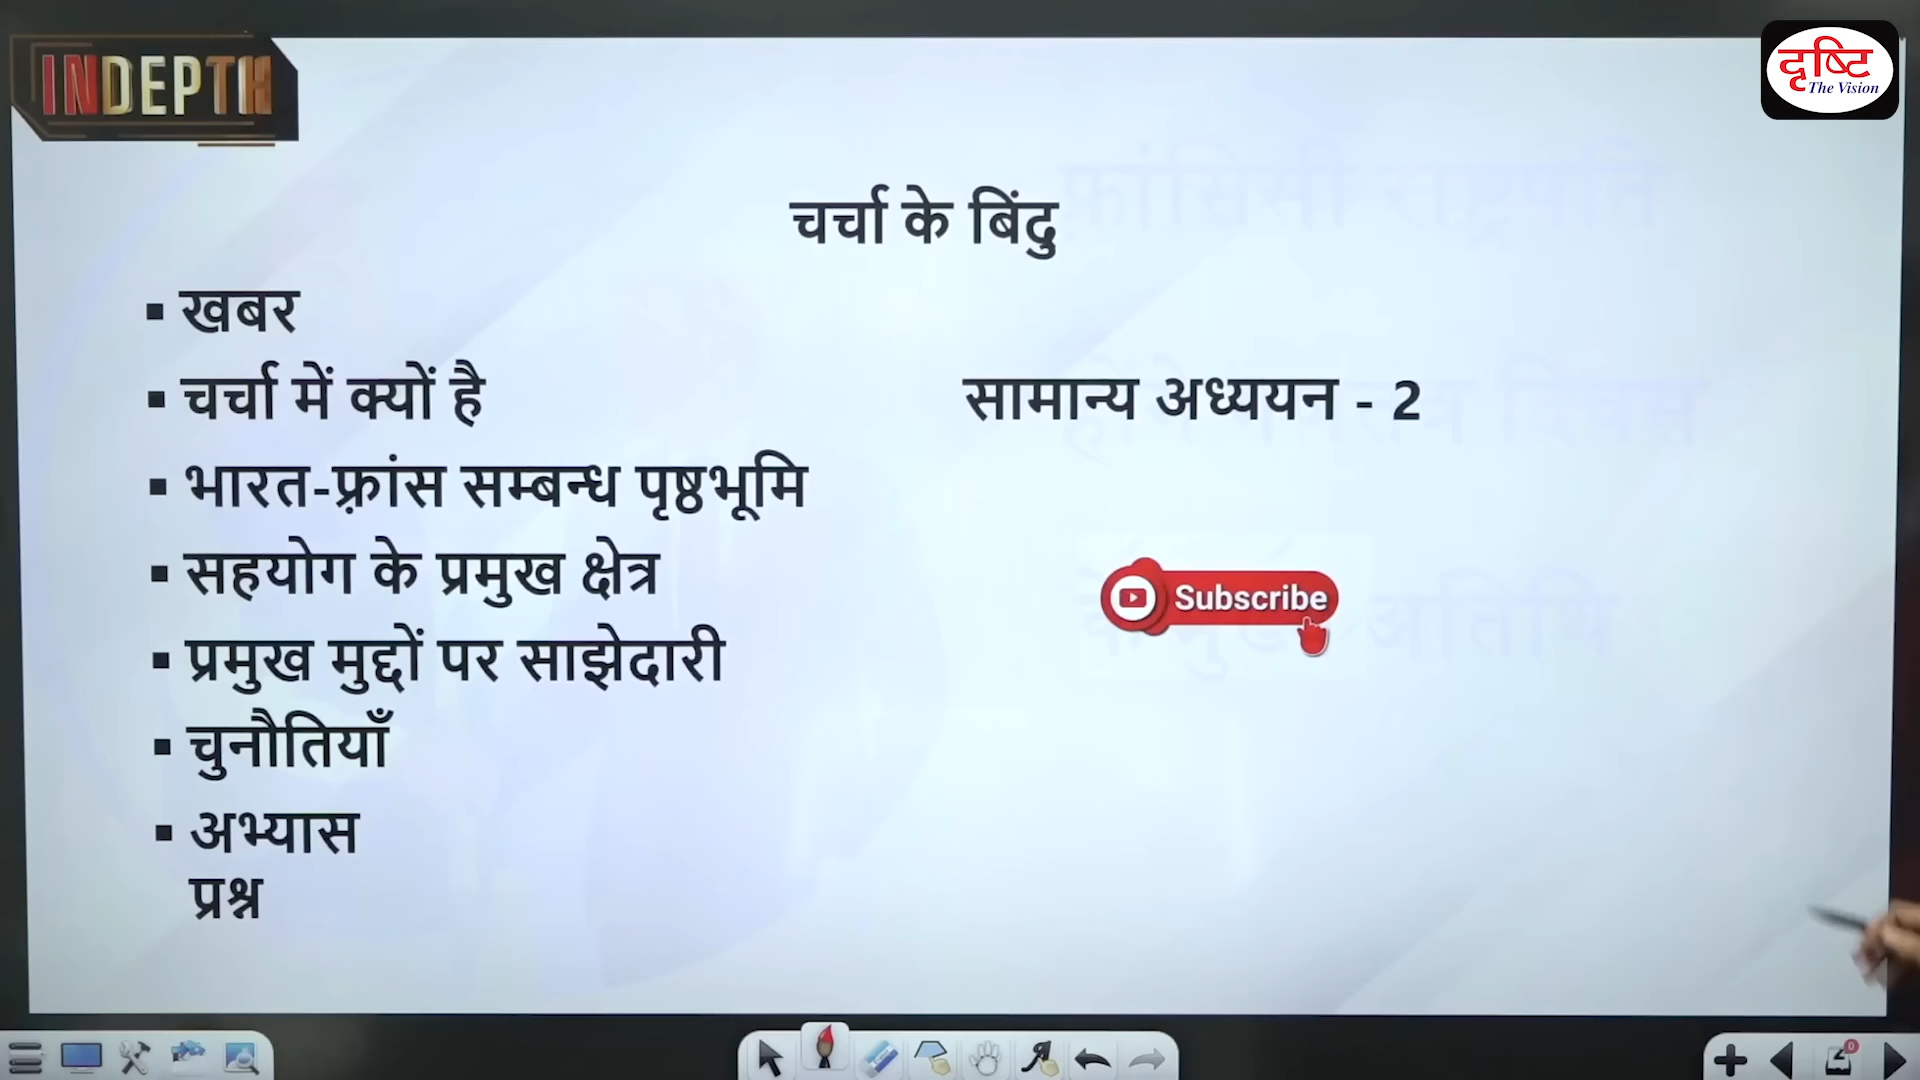 INDEPTH
दृष्टि
The Vision
चर्चा के बिंदु
▪ खबर
▪ चर्चा में क्यों है
सामान्य अध्ययन - 2
▪ भारत-फ़्रांस सम्बन्ध पृष्ठभूमि
▪ सहयोग के प्रमुख क्षेत्र
Subscribe
▪ प्रमुख मुद्दों पर साझेदारी
▪ चुनौतियाँ
▪ अभ्यास
प्रश्न
0